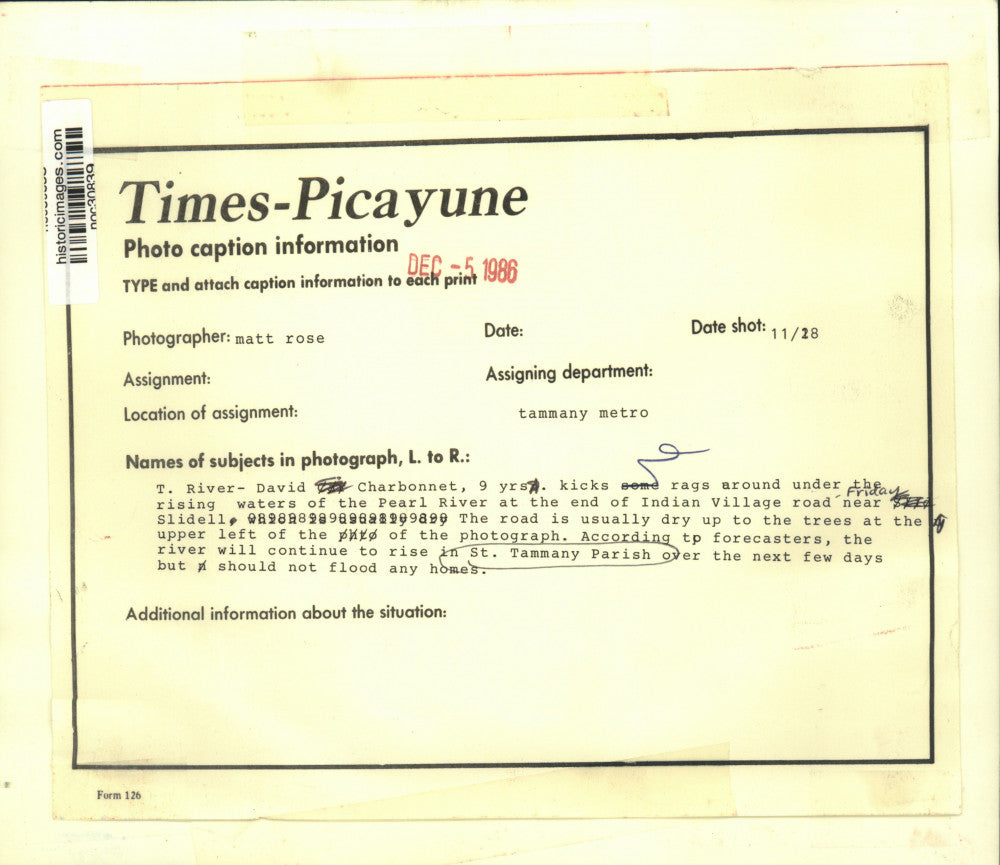 historicimages.com
noc30839
Times-Picayune
Photo caption information
DEC -5 1986
TYPE and attach caption information to each print
Photographer: matt rose
Date:
Date shot: 11/28
Assignment:
Assigning department:
Location of assignment:
tammany metro
Names of subjects in photograph, L. to R.:
T. River- David Charbonnet, 9 yrs. kicks some rags around under the
rising waters of the Pearl River at the end of Indian Village road near Friday
Slidell. The road is usually dry up to the trees at the
upper left of the photo of the photograph. According to forecasters, the
river will continue to rise in St. Tammany Parish over the next few days
but should not flood any homes.
Additional information about the situation:
Form 126